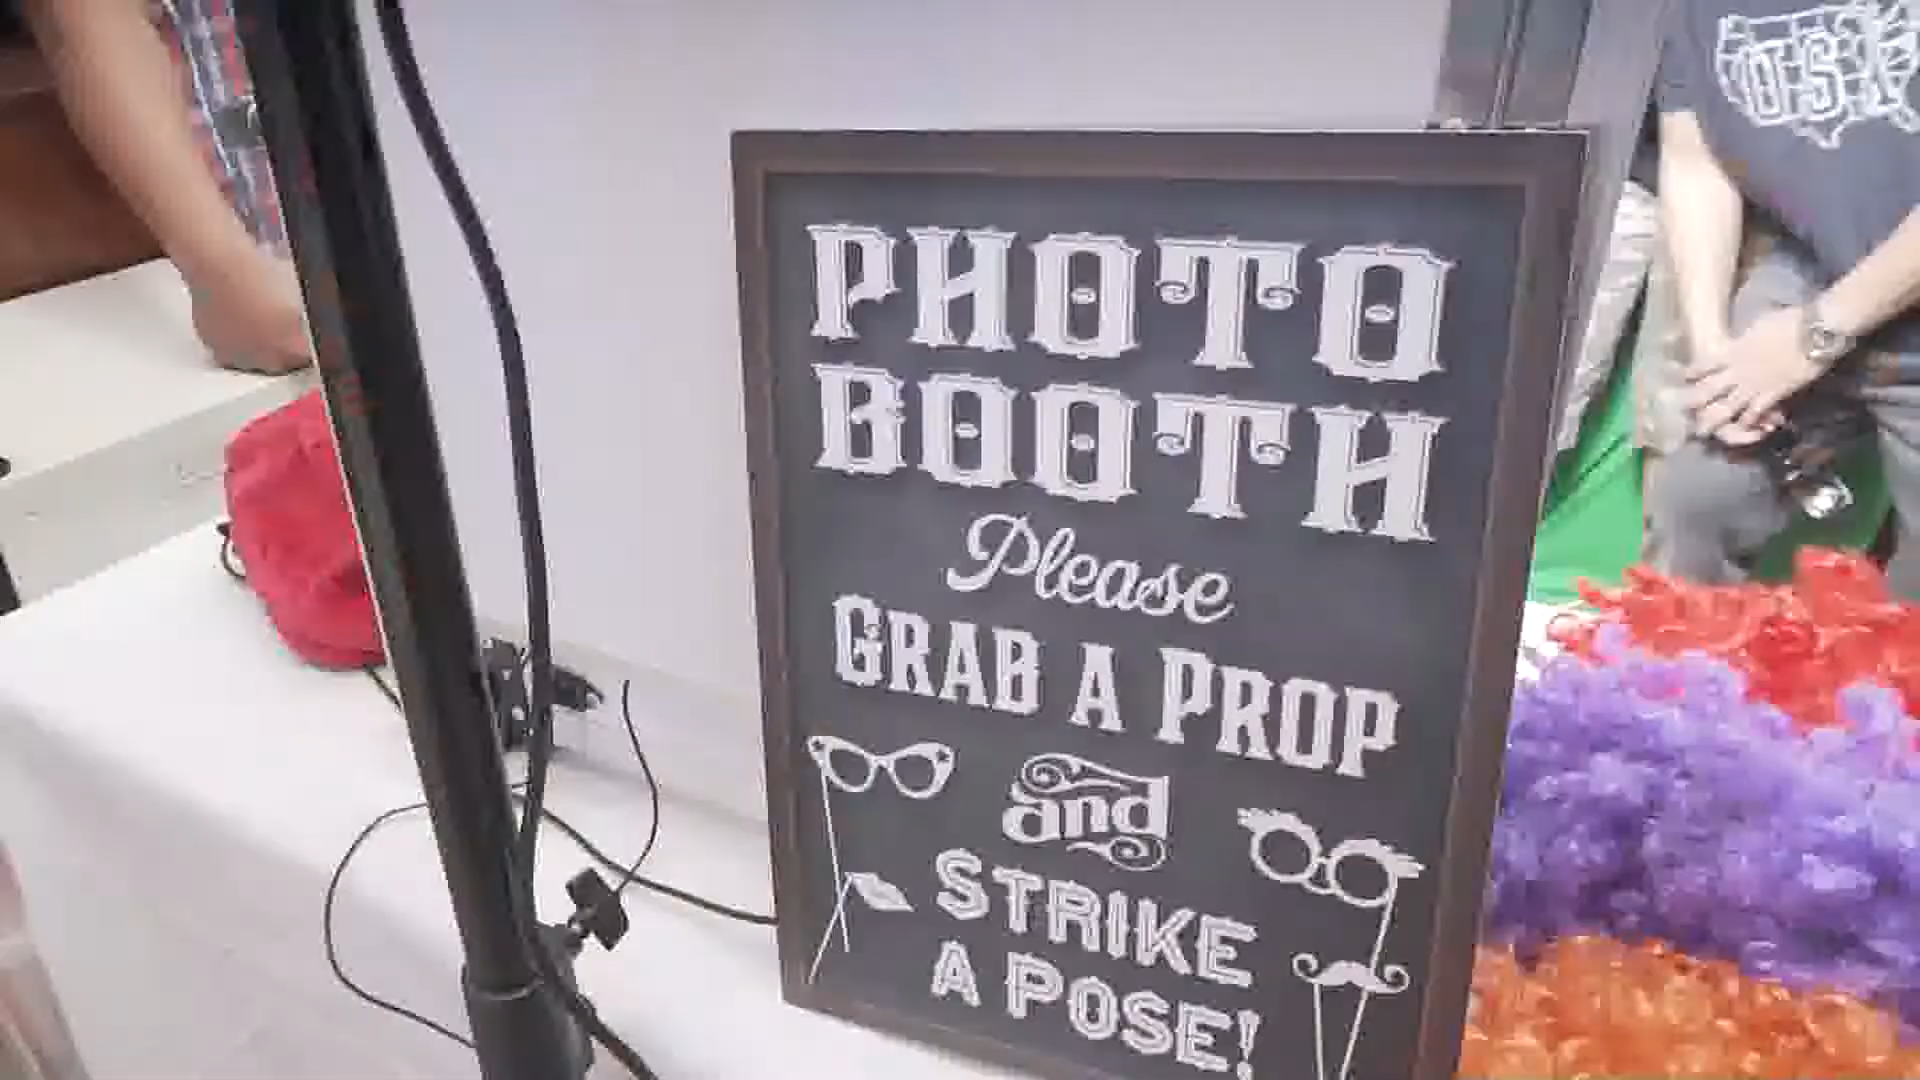 PHOTO
BOOTH
Please
GRAB A PROP
and
STRIKE
A POSE!